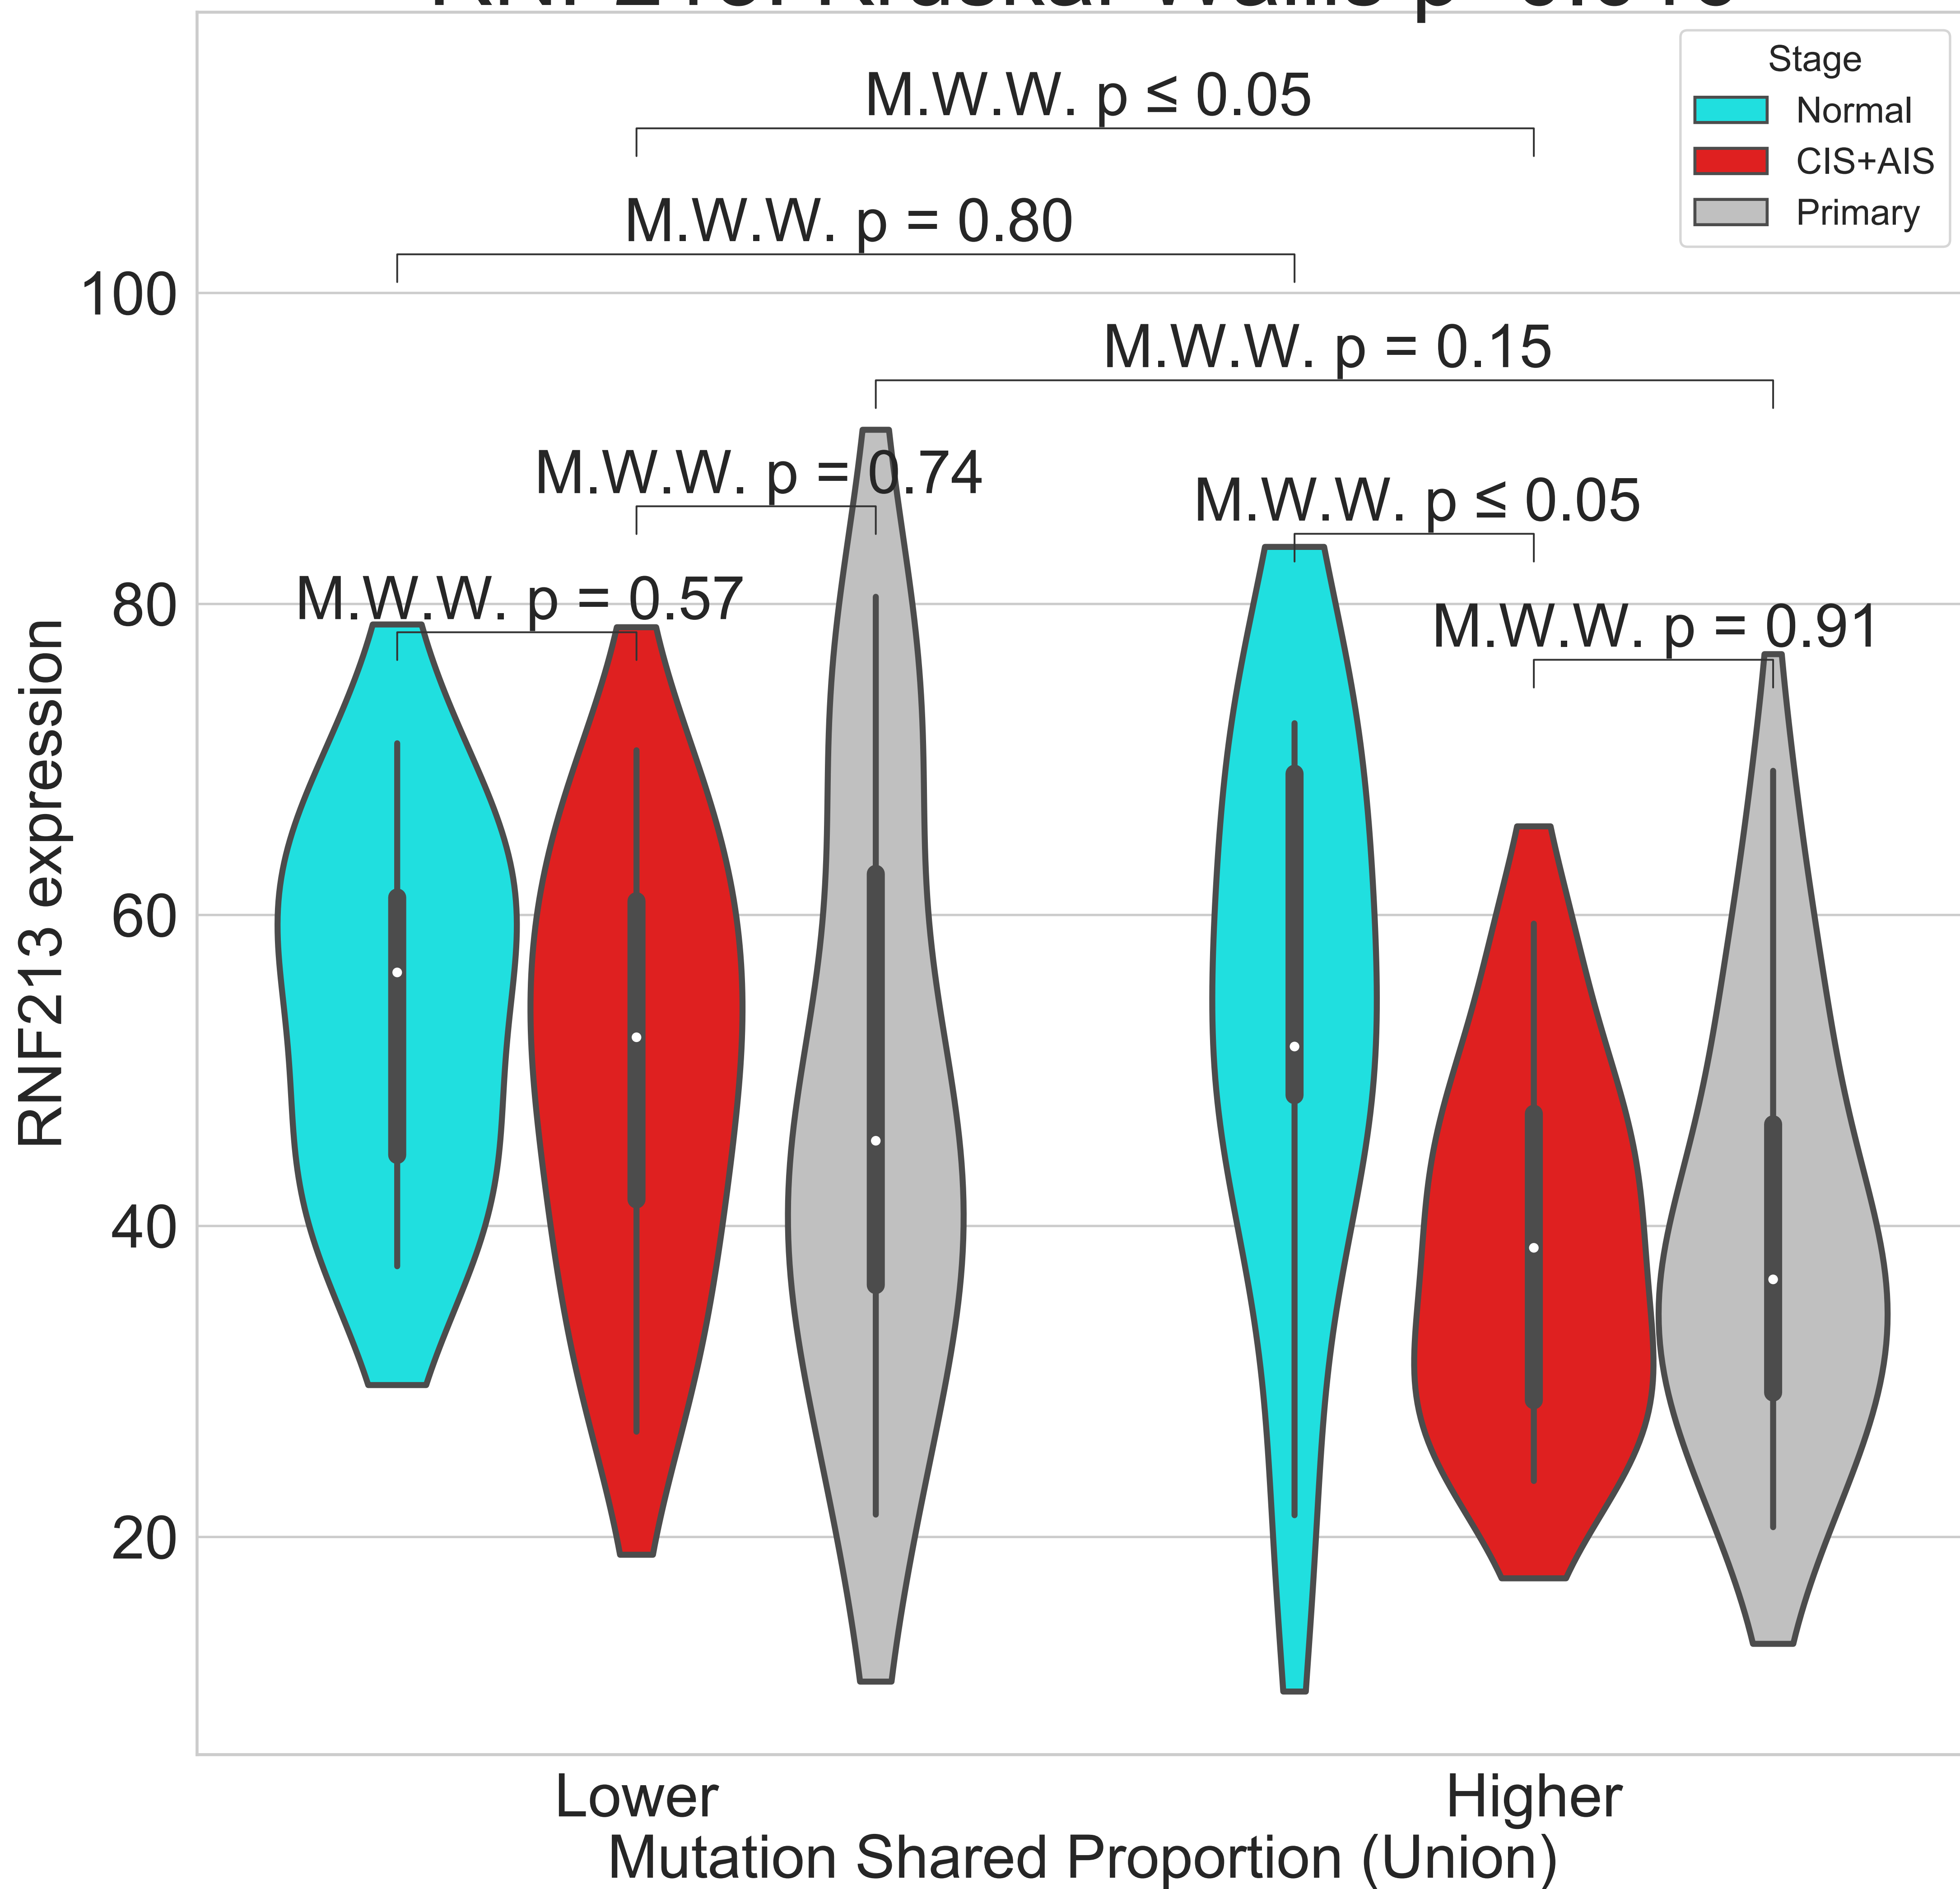 Stage
Normal
CIS+AIS
Primary
M.W.W. p ≤ 0.05
M.W.W. p = 0.80
M.W.W. p = 0.15
M.W.W. p = 0.74
M.W.W. p ≤ 0.05
M.W.W. p = 0.57
M.W.W. p = 0.91
100
80
60
40
20
RNF213 expression
Lower
Higher
Mutation Shared Proportion (Union)